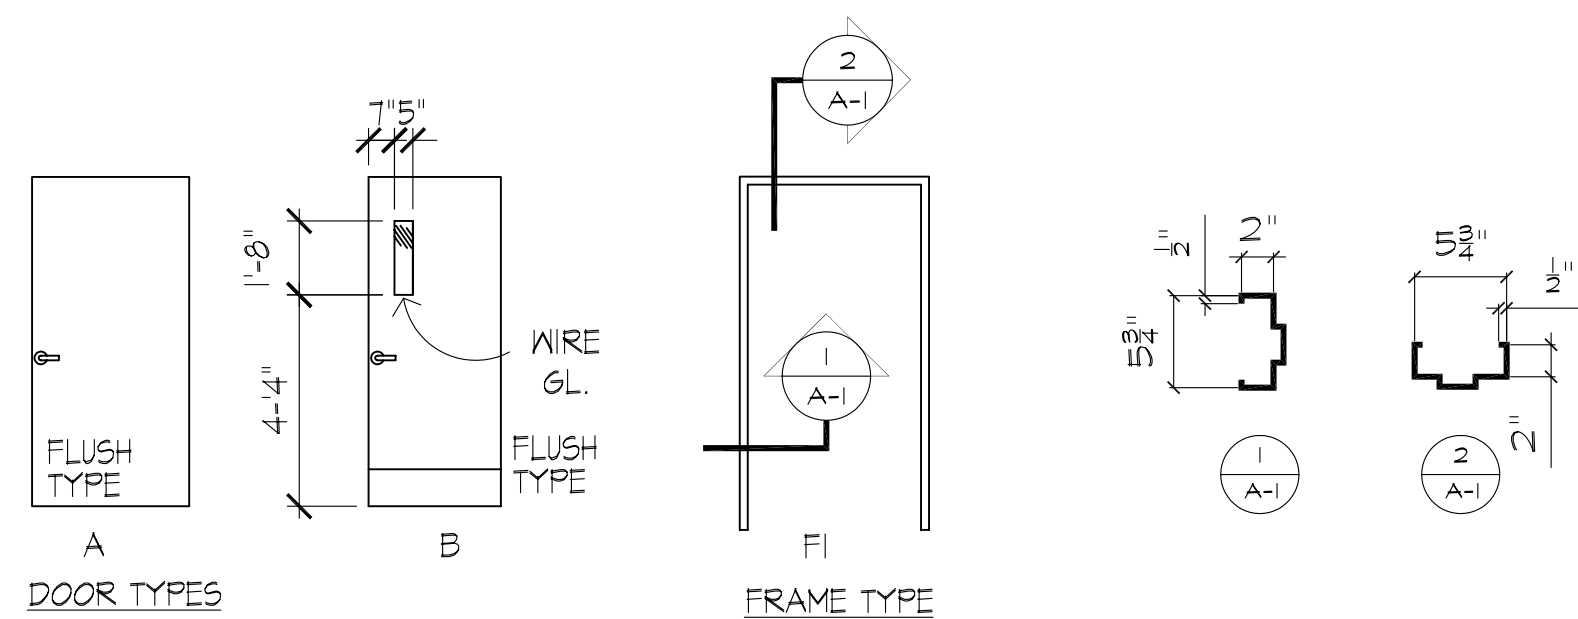 2
A-1
7" 5"
1'-8"
4-'4"
WIRE
GL.
FLUSH
TYPE
FLUSH
TYPE
A
B
DOOR TYPES
1
A-1
F1
FRAME TYPE
1"
2
2"
5 3/4"
1
A-1
5 3/4"
1/2"
2"
2
A-1